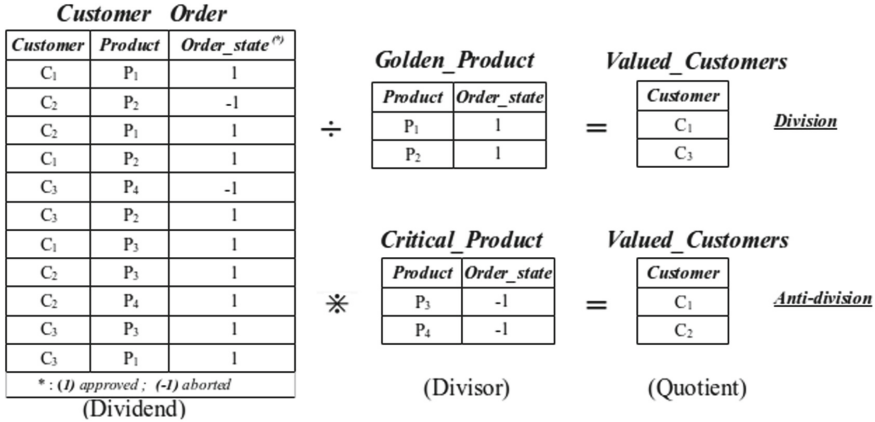 Customer Order
Customer Product Order_state(*)
C1 P1 1
C2 P2 -1
C2 P1 1
C1 P2 1
C3 P4 -1
C3 P2 1
C1 P3 1
C2 P3 1
C2 P4 1
C3 P3 1
C3 P1 1
* : (1) approved ; (-1) aborted
(Dividend)
÷
Golden_Product
Product Order_state
P1 1
P2 1
=
Valued_Customers
Customer
C1
C3
Division
※
Critical_Product
Product Order_state
P3 -1
P4 -1
(Divisor)
=
Valued_Customers
Customer
C1
C2
(Quotient)
Anti-division